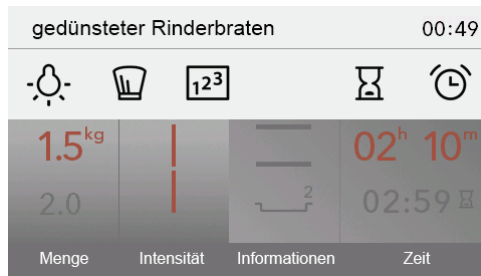 gedünsteter Rinderbraten 00:49
123
1.5kg 02h 10m
2
2.0 02:59
Menge Intensität Informationen Zeit